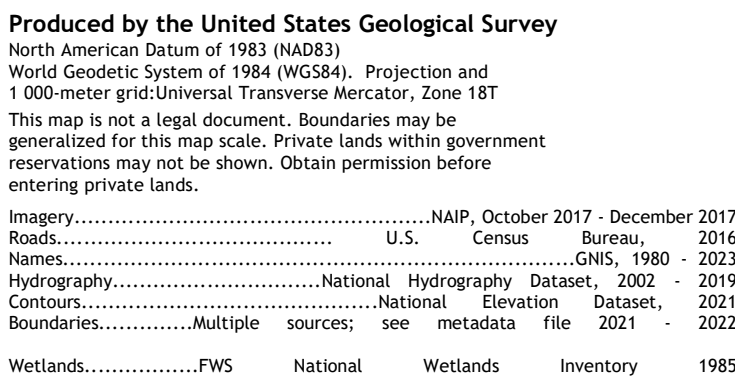 Produced by the United States Geological Survey
North American Datum of 1983 (NAD83)
World Geodetic System of 1984 (WGS84). Projection and
1 000-meter grid:Universal Transverse Mercator, Zone 18T
This map is not a legal document. Boundaries may be
generalized for this map scale. Private lands within government
reservations may not be shown. Obtain permission before
entering private lands.
Imagery.....................................................NAIP, October 2017 - December 2017
Roads......................................... U.S. Census Bureau, 2016
Names............................................................................GNIS, 1980 - 2023
Hydrography...............................National Hydrography Dataset, 2002 - 2019
Contours............................................National Elevation Dataset, 2021
Boundaries..............Multiple sources; see metadata file 2021 - 2022
Wetlands.................FWS National Wetlands Inventory 1985